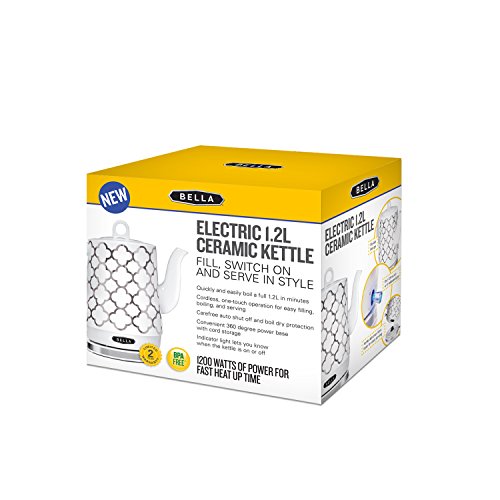 BELLA
NEW
BELLA
ELECTRIC 1.2L
CERAMIC KETTLE
FILL, SWITCH ON
AND SERVE IN STYLE
Quickly and easily boil a full 1.2L in minutes
Cordless, one-touch operation for easy filling,
boiling, and serving
Carefree auto shut off and boil dry protection
Convenient 360 degree power base
with cord storage
Indicator light lets you know
when the kettle is on or off
1200 WATTS OF POWER FOR
FAST HEAT UP TIME
BELLA
2
BPA
FREE
ELECTRIC 1.2L
CERAMIC KETTLE